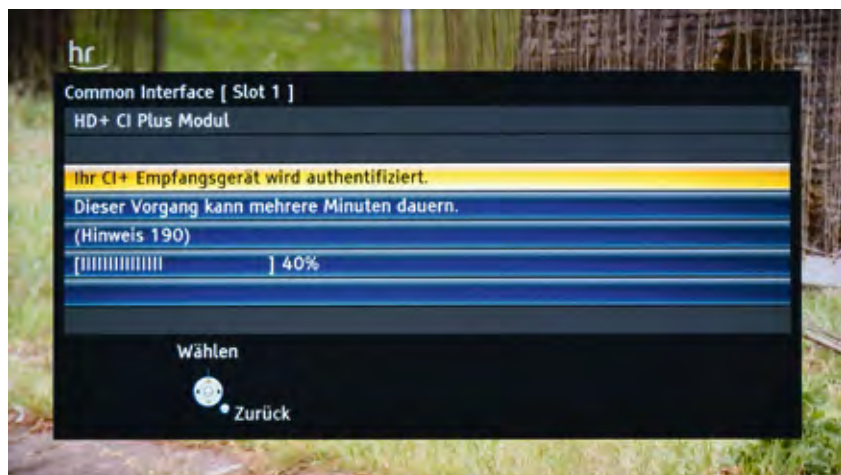 hr
Common Interface [ Slot 1 ]
HD+ CI Plus Modul
Ihr CI+ Empfangsgerät wird authentifiziert.
Dieser Vorgang kann mehrere Minuten dauern.
(Hinweis 190)
[IIIIIIIIIIIIIII ] 40%
Wählen
Zurück